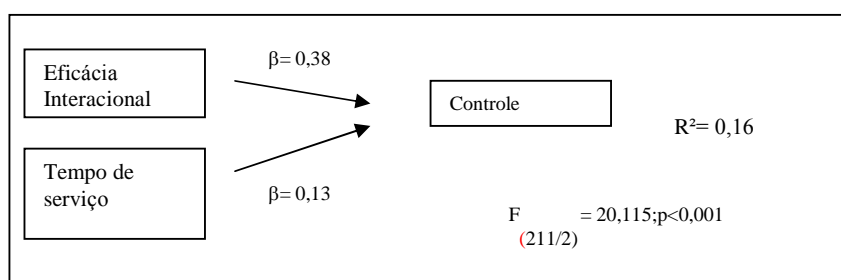 β= 0,38
Eficácia
Interacional
Controle
R²= 0,16
Tempo de
serviço
β= 0,13
F = 20,115;p<0,001
(211/2)